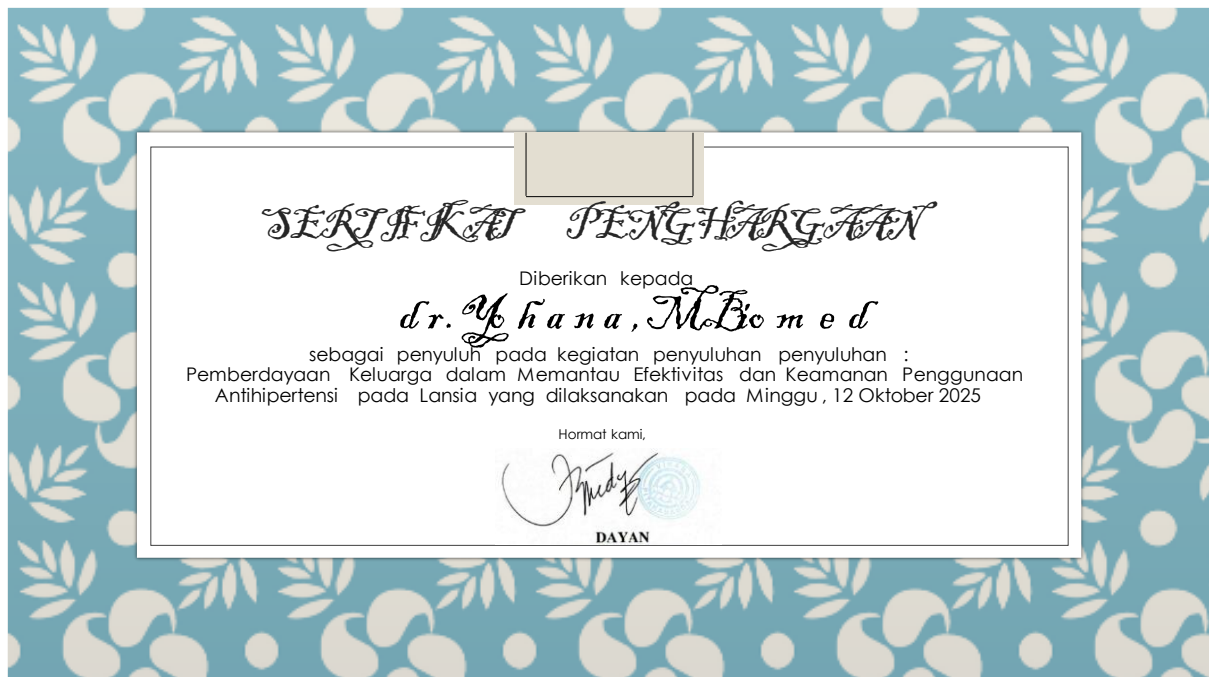 SERTIFIKAT PENGHARGAAN
Diberikan kepada
dr. Yohana, M Biomed
sebagai penyuluh pada kegiatan penyuluhan penyuluhan :
Pemberdayaan Keluarga dalam Memantau Efektivitas dan Keamanan Penggunaan
Antihipertensi pada Lansia yang dilaksanakan pada Minggu , 12 Oktober 2025
Hormat kami,
DAYAN